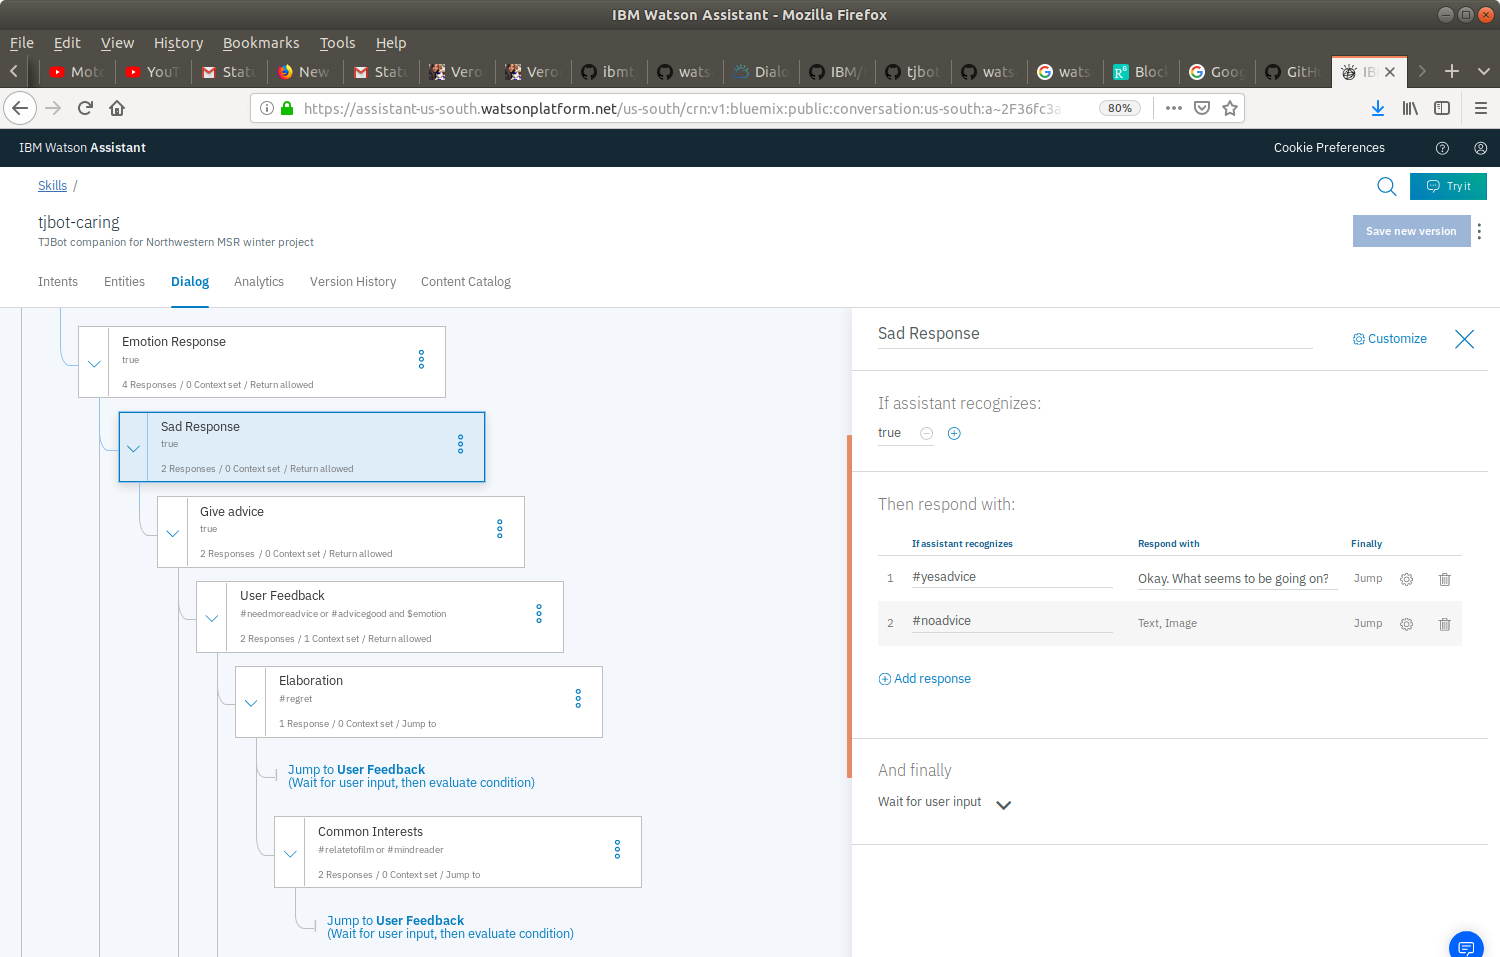 IBM Watson Assistant - Mozilla Firefox
File Edit View History Bookmarks Tools Help
Moto YouT Statu New Statu Vero Vero ibmt wats Dialo IBM/ tjbot wats wats Block Goog GitHu IB
https://assistant-us-south.watsonplatform.net/us-south/crn:v1:bluemix:public:conversation:us-south:a~2F36fc3a 80%
IBM Watson Assistant Cookie Preferences
Skills / Try it
tjbot-caring
TJBot companion for Northwestern MSR winter project
Save new version
Intents Entities Dialog Analytics Version History Content Catalog
Emotion Response
true
4 Responses / 0 Context set / Return allowed
Sad Response
true
2 Responses / 0 Context set / Return allowed
Give advice
true
2 Responses / 0 Context set / Return allowed
User Feedback
#needmoreadvice or #advicegood and $emotion
2 Responses / 1 Context set / Return allowed
Elaboration
#regret
1 Response / 0 Context set / Jump to
Jump to User Feedback
(Wait for user input, then evaluate condition)
Common Interests
#relatetofilm or #mindreader
2 Responses / 0 Context set / Jump to
Jump to User Feedback
(Wait for user input, then evaluate condition)
Sad Response
Customize
If assistant recognizes:
true
Then respond with:
If assistant recognizes Respond with Finally
1 #yesadvice Okay. What seems to be going on? Jump
2 #noadvice Text, Image Jump
Add response
And finally
Wait for user input